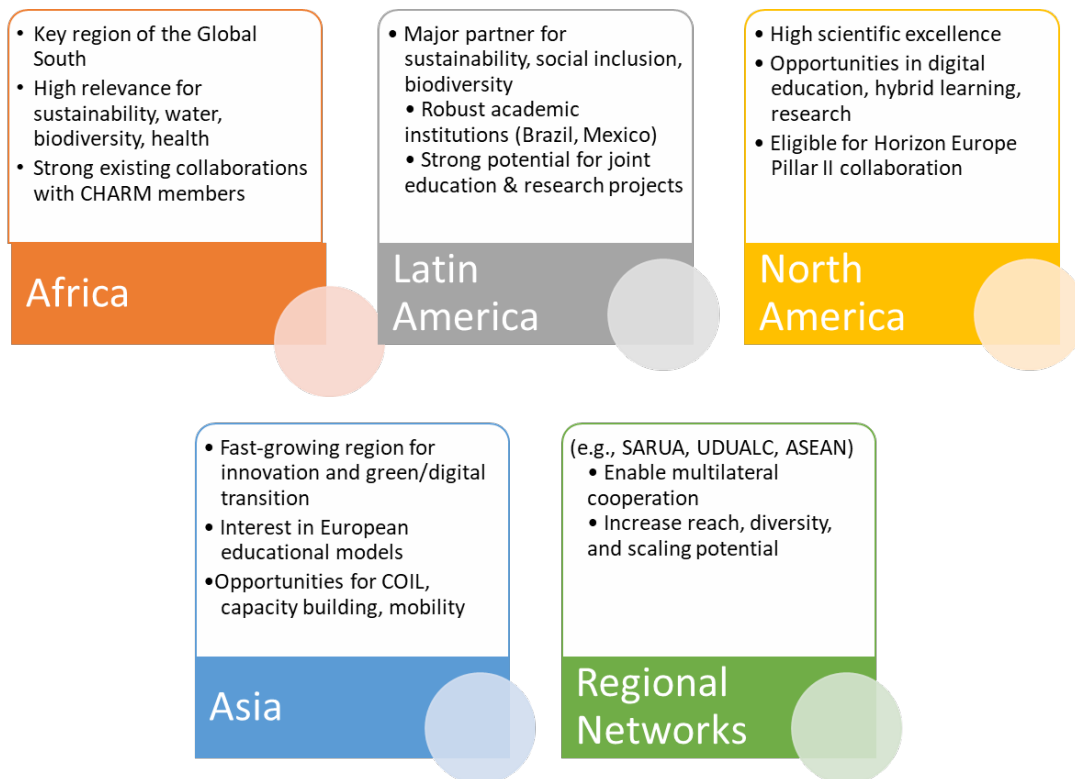 • Key region of the Global
South
• High relevance for
sustainability, water,
biodiversity, health
• Strong existing collaborations
with CHARM members
Africa
• Major partner for
sustainability, social inclusion,
biodiversity
• Robust academic
institutions (Brazil, Mexico)
• Strong potential for joint
education & research projects
Latin
America
• High scientific excellence
• Opportunities in digital
education, hybrid learning,
research
• Eligible for Horizon Europe
Pillar II collaboration
North
America
• Fast-growing region for
innovation and green/digital
transition
• Interest in European
educational models
•Opportunities for COIL,
capacity building, mobility
Asia
(e.g., SARUA, UDUALC, ASEAN)
• Enable multilateral
cooperation
• Increase reach, diversity,
and scaling potential
Regional
Networks